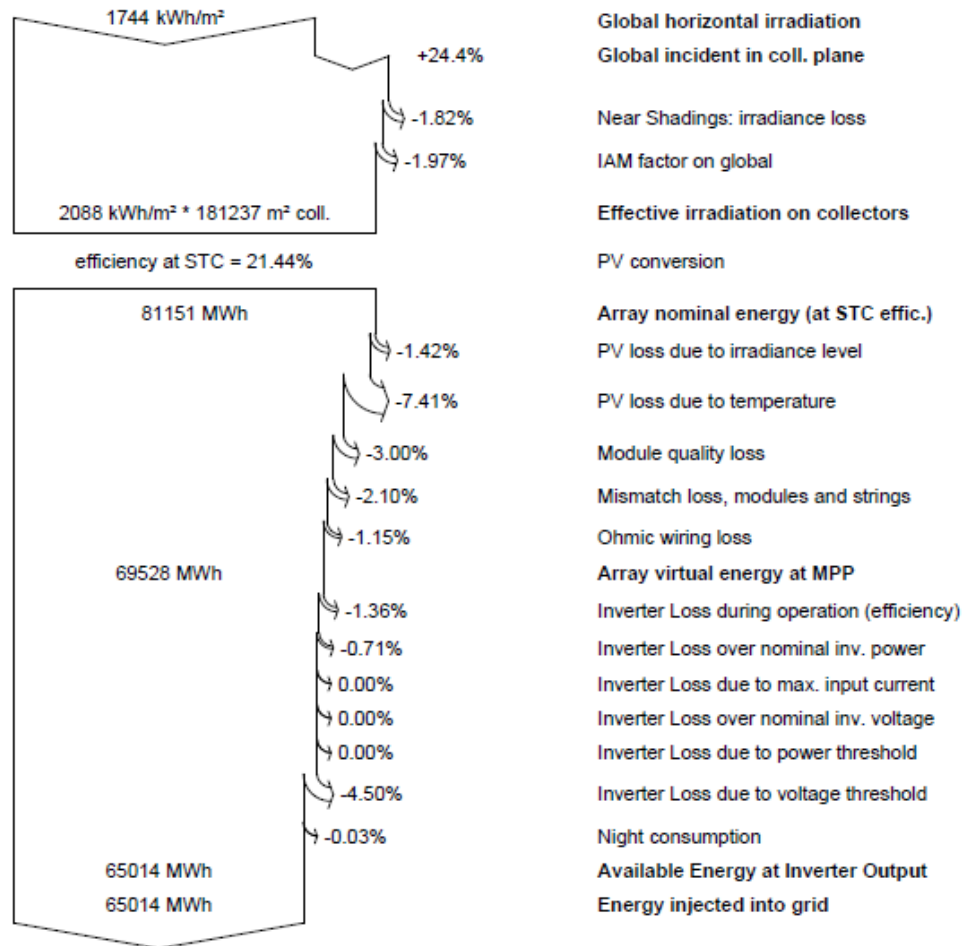 1744 kWh/m² Global horizontal irradiation
+24.4% Global incident in coll. plane
-1.82% Near Shadings: irradiance loss
-1.97% IAM factor on global
2088 kWh/m² * 181237 m² coll. Effective irradiation on collectors
efficiency at STC = 21.44% PV conversion
81151 MWh Array nominal energy (at STC effic.)
-1.42% PV loss due to irradiance level
-7.41% PV loss due to temperature
-3.00% Module quality loss
-2.10% Mismatch loss, modules and strings
-1.15% Ohmic wiring loss
69528 MWh Array virtual energy at MPP
-1.36% Inverter Loss during operation (efficiency)
-0.71% Inverter Loss over nominal inv. power
0.00% Inverter Loss due to max. input current
0.00% Inverter Loss over nominal inv. voltage
0.00% Inverter Loss due to power threshold
-4.50% Inverter Loss due to voltage threshold
-0.03% Night consumption
65014 MWh Available Energy at Inverter Output
65014 MWh Energy injected into grid